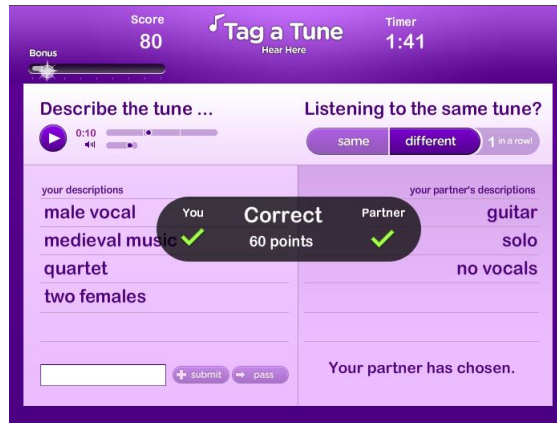 Score
80
Tag a Tune
Hear Here
Timer
1:41
Bonus
Describe the tune ...
0:10
Listening to the same tune?
same
different
1 in a row!
your descriptions
male vocal
medieval music
quartet
two females
your partner's descriptions
guitar
solo
no vocals
You
Correct
60 points
Partner
submit
pass
Your partner has chosen.